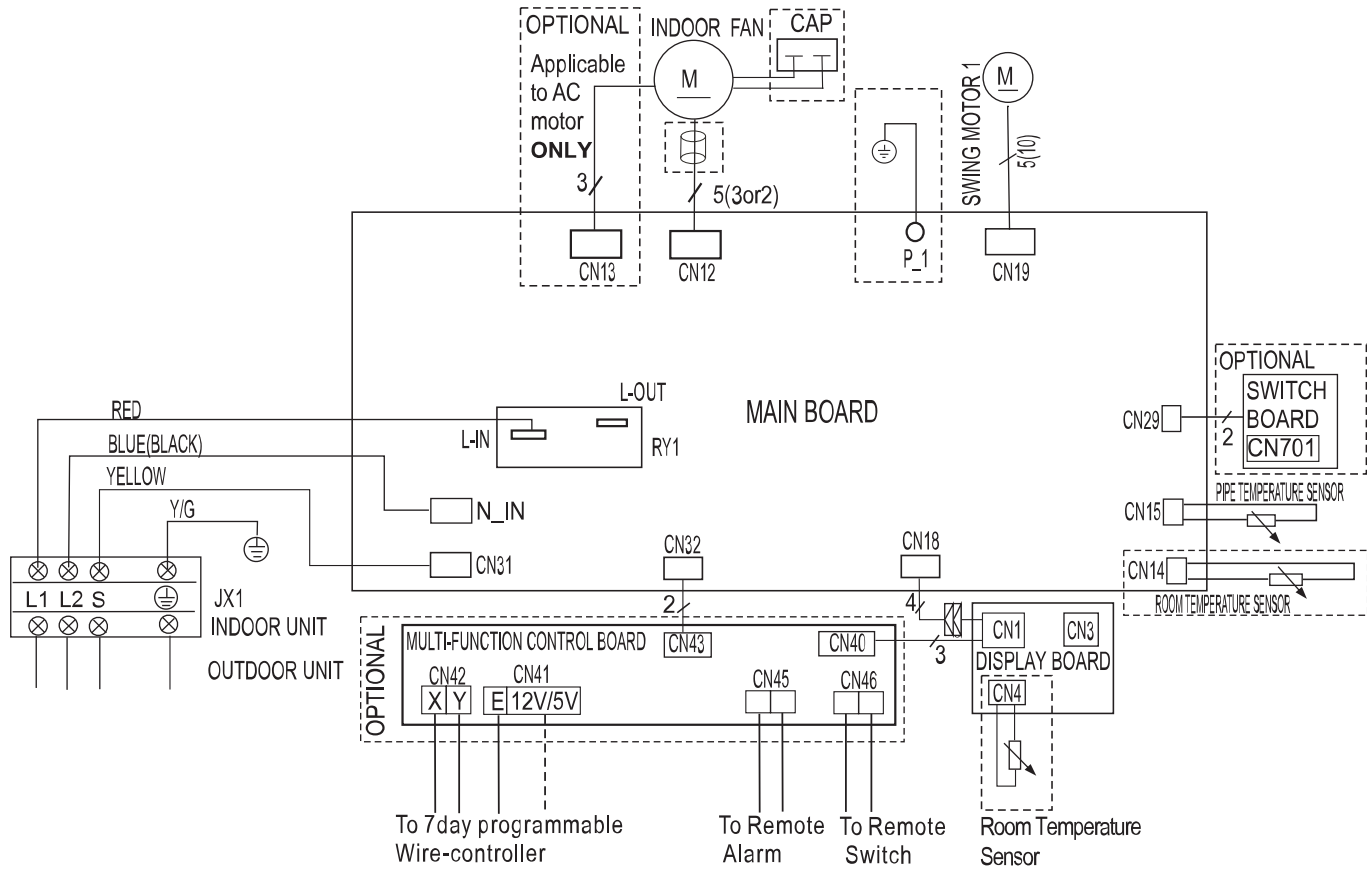 OPTIONAL
Applicable
to AC
motor
ONLY
3
CN13
INDOOR FAN
M
CAP
5(3or2)
CN12
P_1
SWING MOTOR 1
M
5(10)
CN19
MAIN BOARD
L-OUT
L-IN
RY1
RED
BLUE(BLACK)
YELLOW
Y/G
N_IN
CN31
L1 L2 S
JX1
INDOOR UNIT
OUTDOOR UNIT
CN29
2
OPTIONAL
SWITCH
BOARD
CN701
CN15
PIPE TEMPERATURE SENSOR
CN14
ROOM TEMPERATURE SENSOR
CN32
2
CN18
4
OPTIONAL
MULTI-FUNCTION CONTROL BOARD
CN43
CN40
3
CN42
X Y
CN41
E 12V/5V
CN45
CN46
CN1
CN3
DISPLAY BOARD
CN4
To 7day programmable
Wire-controller
To Remote
Alarm
To Remote
Switch
Room Temperature
Sensor